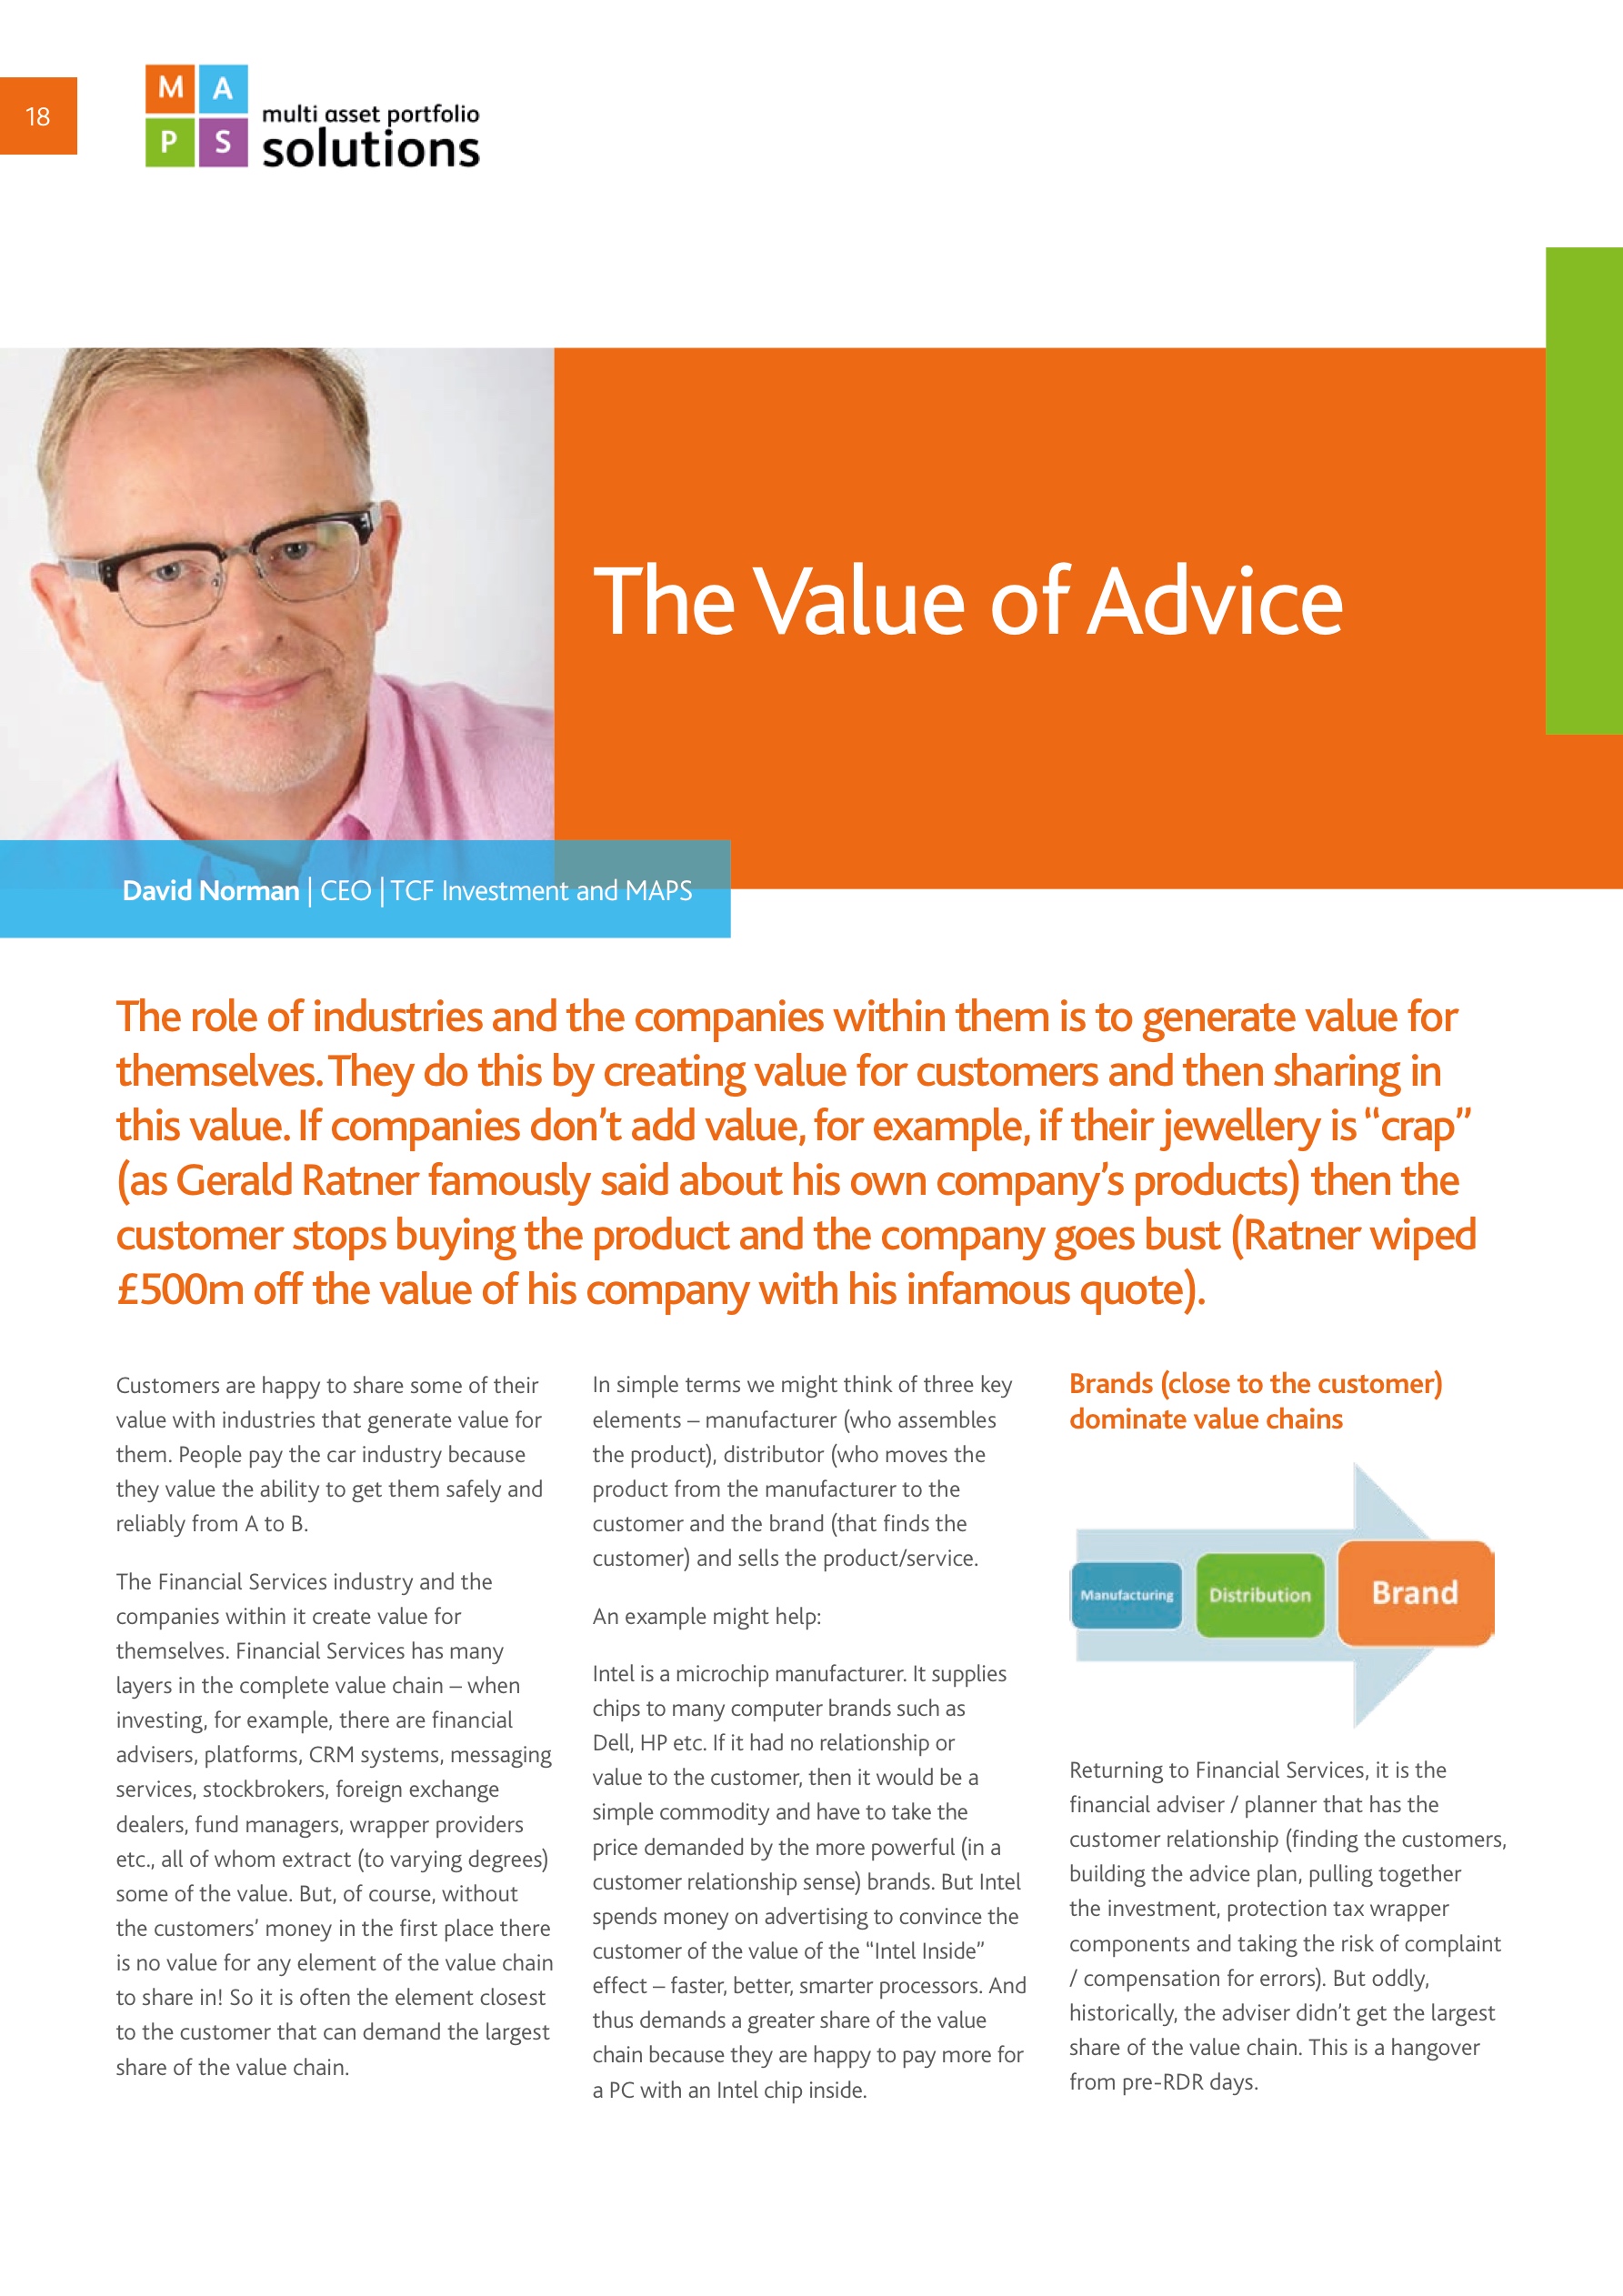 18
M A
P S
multi asset portfolio
solutions
The Value of Advice
David Norman | CEO | TCF Investment and MAPS
The role of industries and the companies within them is to generate value for
themselves. They do this by creating value for customers and then sharing in
this value. If companies don’t add value, for example, if their jewellery is “crap”
(as Gerald Ratner famously said about his own company’s products) then the
customer stops buying the product and the company goes bust (Ratner wiped
£500m off the value of his company with his infamous quote).
Customers are happy to share some of their
value with industries that generate value for
them. People pay the car industry because
they value the ability to get them safely and
reliably from A to B.
The Financial Services industry and the
companies within it create value for
themselves. Financial Services has many
layers in the complete value chain – when
investing, for example, there are financial
advisers, platforms, CRM systems, messaging
services, stockbrokers, foreign exchange
dealers, fund managers, wrapper providers
etc., all of whom extract (to varying degrees)
some of the value. But, of course, without
the customers’ money in the first place there
is no value for any element of the value chain
to share in! So it is often the element closest
to the customer that can demand the largest
share of the value chain.
In simple terms we might think of three key
elements – manufacturer (who assembles
the product), distributor (who moves the
product from the manufacturer to the
customer and the brand (that finds the
customer) and sells the product/service.
An example might help:
Intel is a microchip manufacturer. It supplies
chips to many computer brands such as
Dell, HP etc. If it had no relationship or
value to the customer, then it would be a
simple commodity and have to take the
price demanded by the more powerful (in a
customer relationship sense) brands. But Intel
spends money on advertising to convince the
customer of the value of the “Intel Inside”
effect – faster, better, smarter processors. And
thus demands a greater share of the value
chain because they are happy to pay more for
a PC with an Intel chip inside.
Brands (close to the customer)
dominate value chains
Manufacturing
Distribution
Brand
Returning to Financial Services, it is the
financial adviser / planner that has the
customer relationship (finding the customers,
building the advice plan, pulling together
the investment, protection tax wrapper
components and taking the risk of complaint
/ compensation for errors). But oddly,
historically, the adviser didn’t get the largest
share of the value chain. This is a hangover
from pre-RDR days.